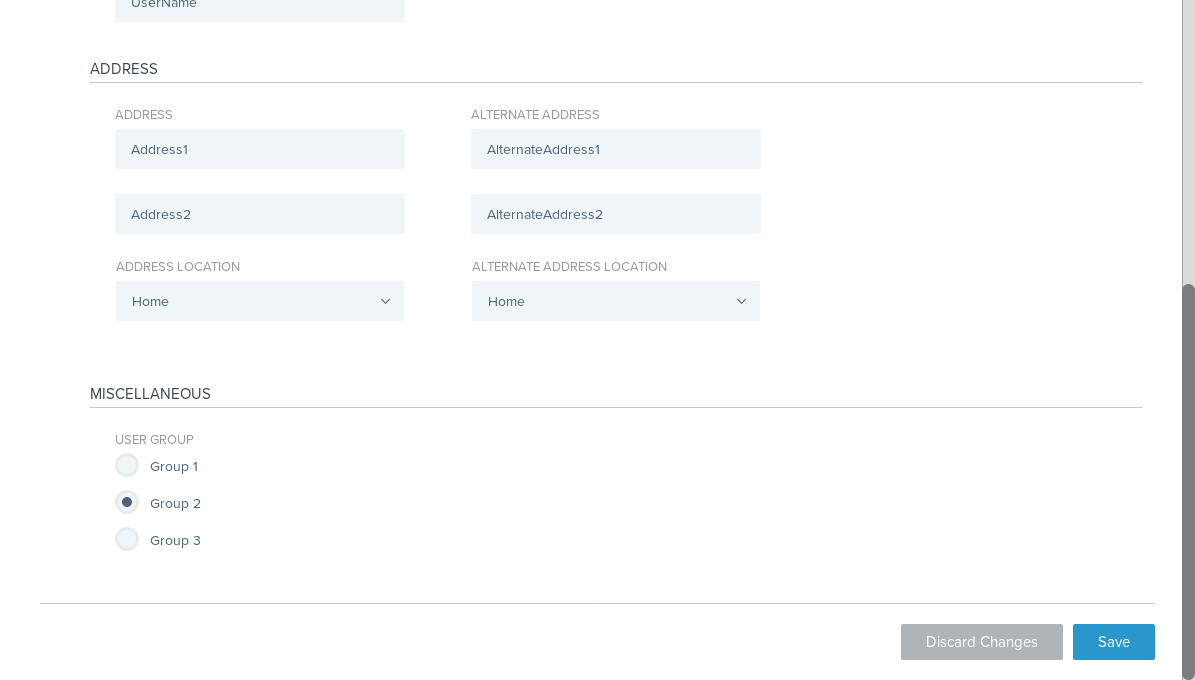 UserName
ADDRESS
ADDRESS
ALTERNATE ADDRESS
Address1
AlternateAddress1
Address2
AlternateAddress2
ADDRESS LOCATION
ALTERNATE ADDRESS LOCATION
Home
Home
MISCELLANEOUS
USER GROUP
Group 1
Group 2
Group 3
Discard Changes
Save